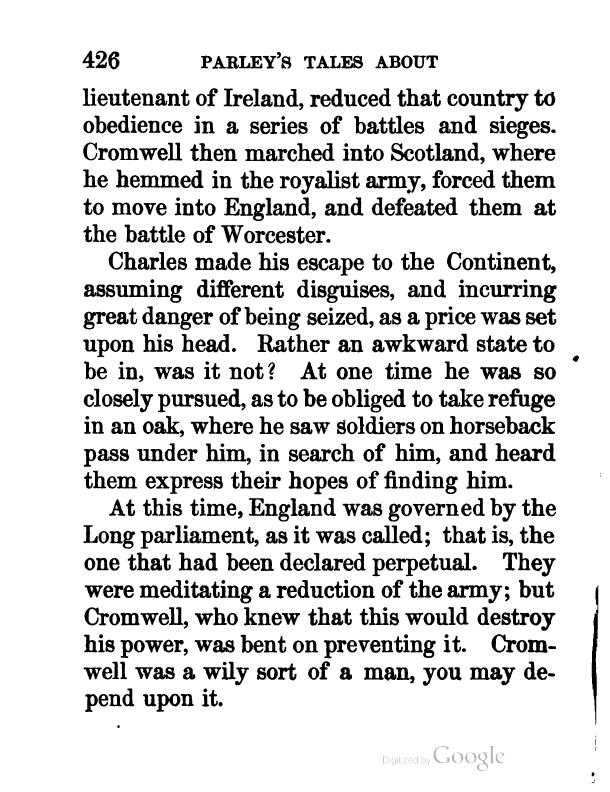 426 PARLEY'S TALES ABOUT
lieutenant of Ireland, reduced that country to
obedience in a series of battles and sieges.
Cromwell then marched into Scotland, where
he hemmed in the royalist army, forced them
to move into England, and defeated them at
the battle of Worcester.
Charles made his escape to the Continent,
assuming different disguises, and incurring
great danger of being seized, as a price was set
upon his head. Rather an awkward state to
be in, was it not? At one time he was so
closely pursued, as to be obliged to take refuge
in an oak, where he saw soldiers on horseback
pass under him, in search of him, and heard
them express their hopes of finding him.
At this time, England was governed by the
Long parliament, as it was called; that is, the
one that had been declared perpetual. They
were meditating a reduction of the army; but
Cromwell, who knew that this would destroy
his power, was bent on preventing it. Crom-
well was a wily sort of a man, you may de-
pend upon it.
Digitized by Google